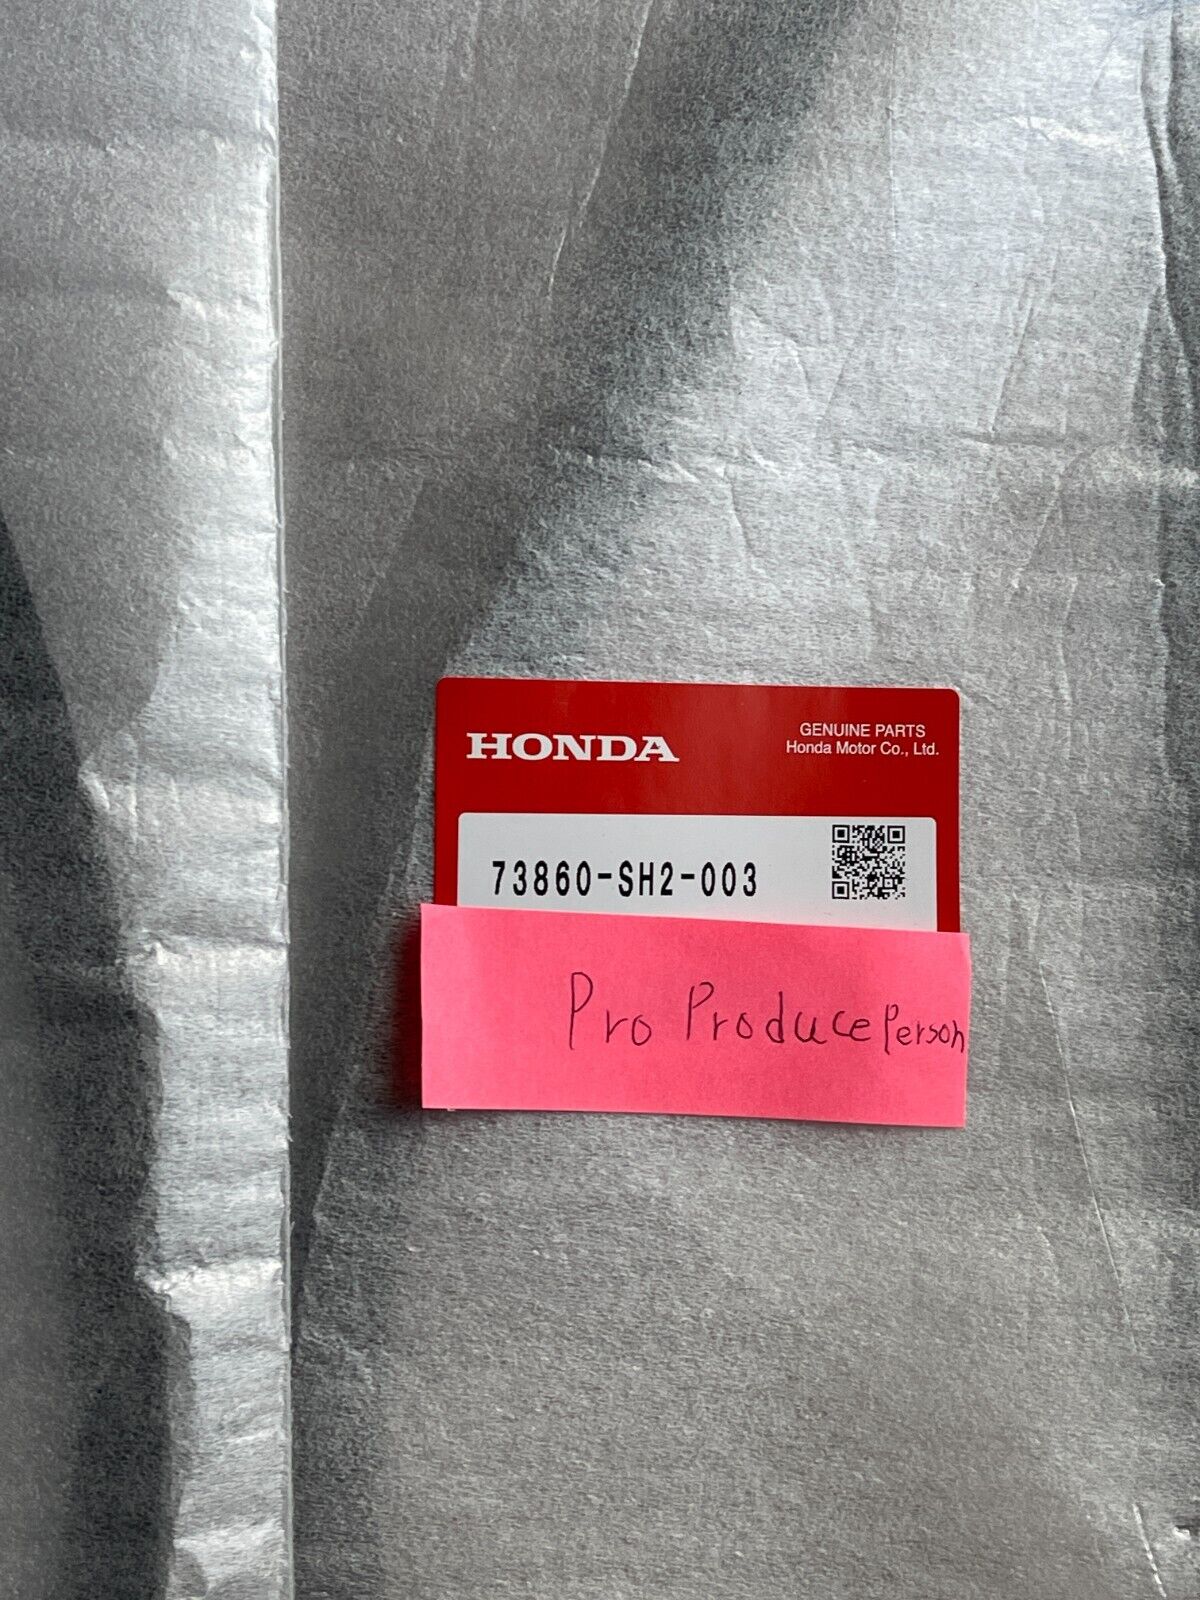 HONDA
GENUINE PARTS
Honda Motor Co., Ltd.
73860-SH2-003
Pro Produce Person